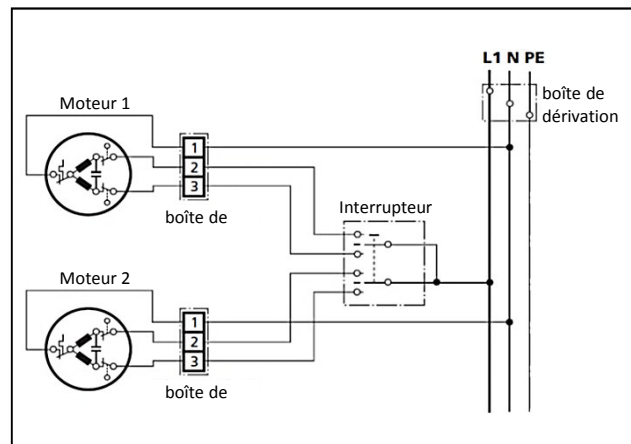 L1 N PE
boîte de
dérivation
Moteur 1
1
2
3
boîte de
Interrupteur
Moteur 2
1
2
3
boîte de